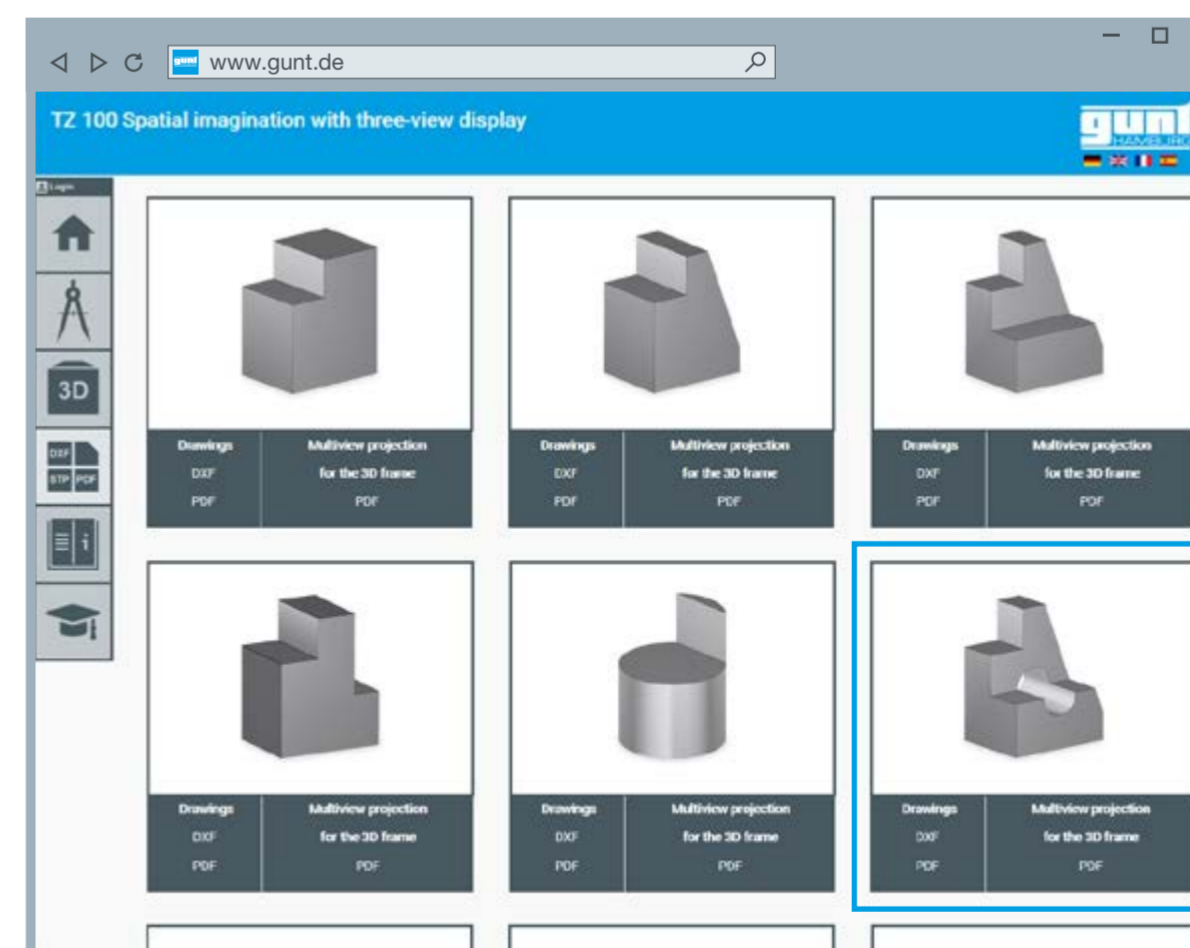 gunt www.gunt.de
TZ 100 Spatial imagination with three-view display
gunt
HAMBURG
Login
3D
DXF
STP PDF
i
Drawings Multiview projection
DXF for the 3D frame
PDF PDF
Drawings Multiview projection
DXF for the 3D frame
PDF PDF
Drawings Multiview projection
DXF for the 3D frame
PDF PDF
Drawings Multiview projection
DXF for the 3D frame
PDF PDF
Drawings Multiview projection
DXF for the 3D frame
PDF PDF
Drawings Multiview projection
DXF for the 3D frame
PDF PDF